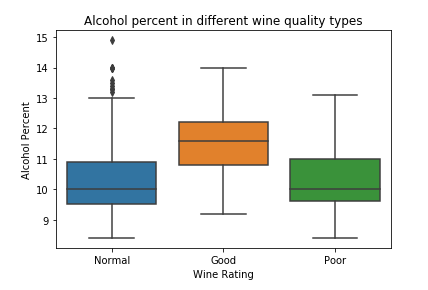 Alcohol percent in different wine quality types
15
14
13
12
11
10
9
Alcohol Percent
Normal
Good
Poor
Wine Rating